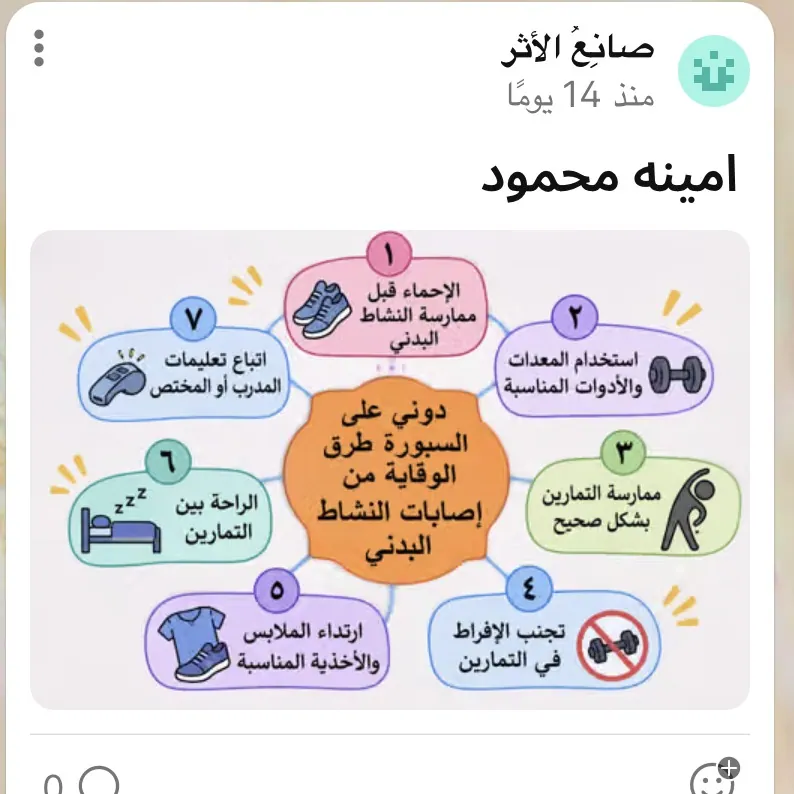 صانِعُ الأثر
منذ 14 يومًا
امينه محمود
١
الإحماء قبل
ممارسة النشاط
البدني
٢
استخدام المعدات
والأدوات المناسبة
٣
ممارسة التمارين
بشكل صحيح
٤
تجنب الإفراط
في التمارين
٥
ارتداء الملابس
والأخذية المناسبة
٦
الراحة بين
التمارين
zzz
٧
اتباع تعليمات
المدرب أو المختص
دوني على
السبورة طرق
الوقاية من
إصابات النشاط
البدني
0